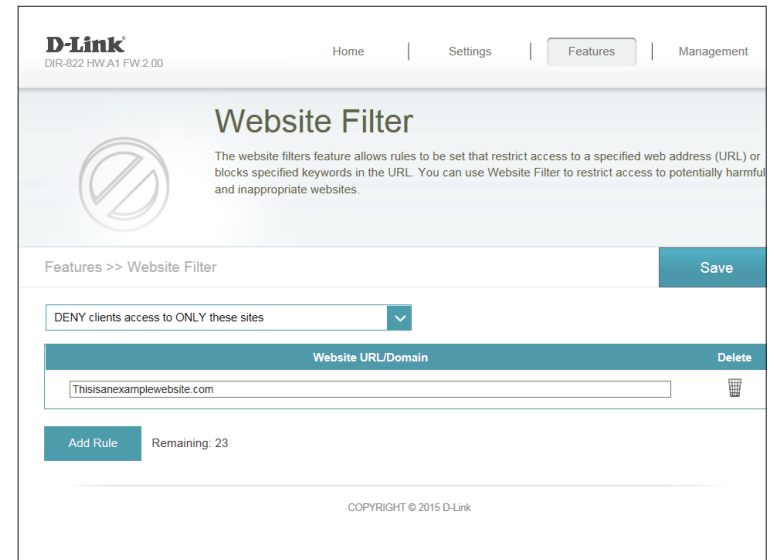 D-Link
DIR-822 HW:A1 FW:2.00
Home
Settings
Features
Management
Website Filter
The website filters feature allows rules to be set that restrict access to a specified web address (URL) or
blocks specified keywords in the URL. You can use Website Filter to restrict access to potentially harmful
and inappropriate websites.
Features >> Website Filter
Save
DENY clients access to ONLY these sites
Website URL/Domain
Delete
Thisisanexamplewebsite.com
Add Rule
Remaining: 23
COPYRIGHT © 2015 D-Link